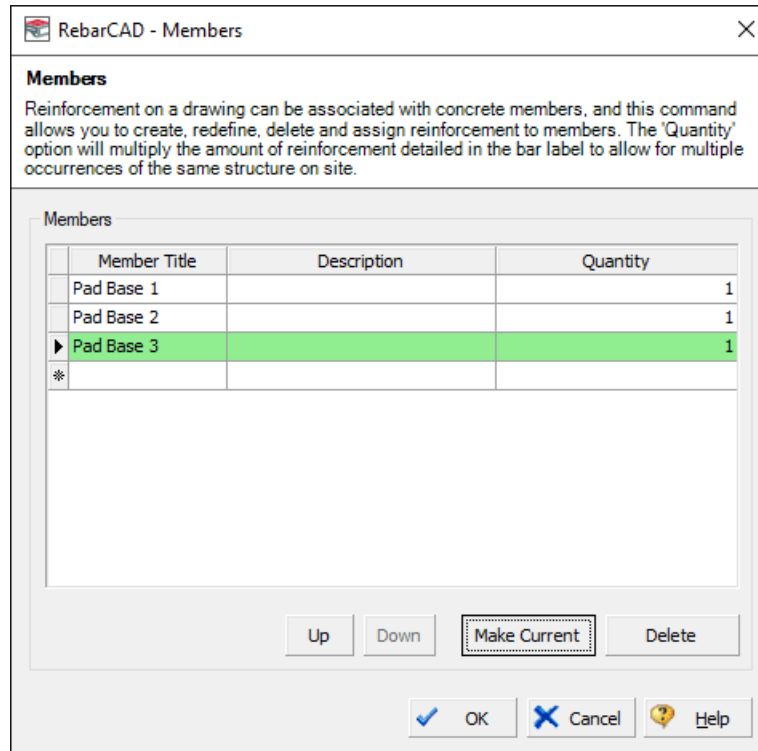 RebarCAD - Members
Members
Reinforcement on a drawing can be associated with concrete members, and this command
allows you to create, redefine, delete and assign reinforcement to members. The 'Quantity'
option will multiply the amount of reinforcement detailed in the bar label to allow for multiple
occurrences of the same structure on site.
Members
Member Title Description Quantity
Pad Base 1 1
Pad Base 2 1
Pad Base 3 1
Up Down Make Current Delete
OK Cancel Help